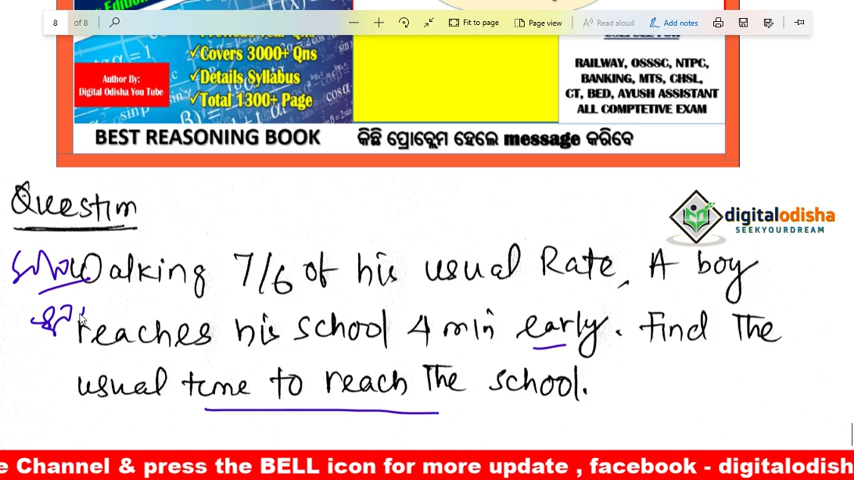 8 of 8
Fit to page
Page view
Read aloud
Add notes
Edition
Covers 3000+ Qns
Details Syllabus
Total 1300+ Page
Author By:
Digital Odisha You Tube
RAILWAY, OSSSC, NTPC,
BANKING, MTS, CHSL,
CT, BED, AYUSH ASSISTANT
ALL COMPTETIVE EXAM
BEST REASONING BOOK
କିଛି ପ୍ରୋବ୍ଲେମ ହେଲେ message କରିବେ
Question
digitalodisha
SEEKYOURDREAM
Walking 7/6 of his usual Rate, A boy
reaches his school 4 min early. Find The
usual time to reach The school.
e Channel & press the BELL icon for more update , facebook - digitalodish